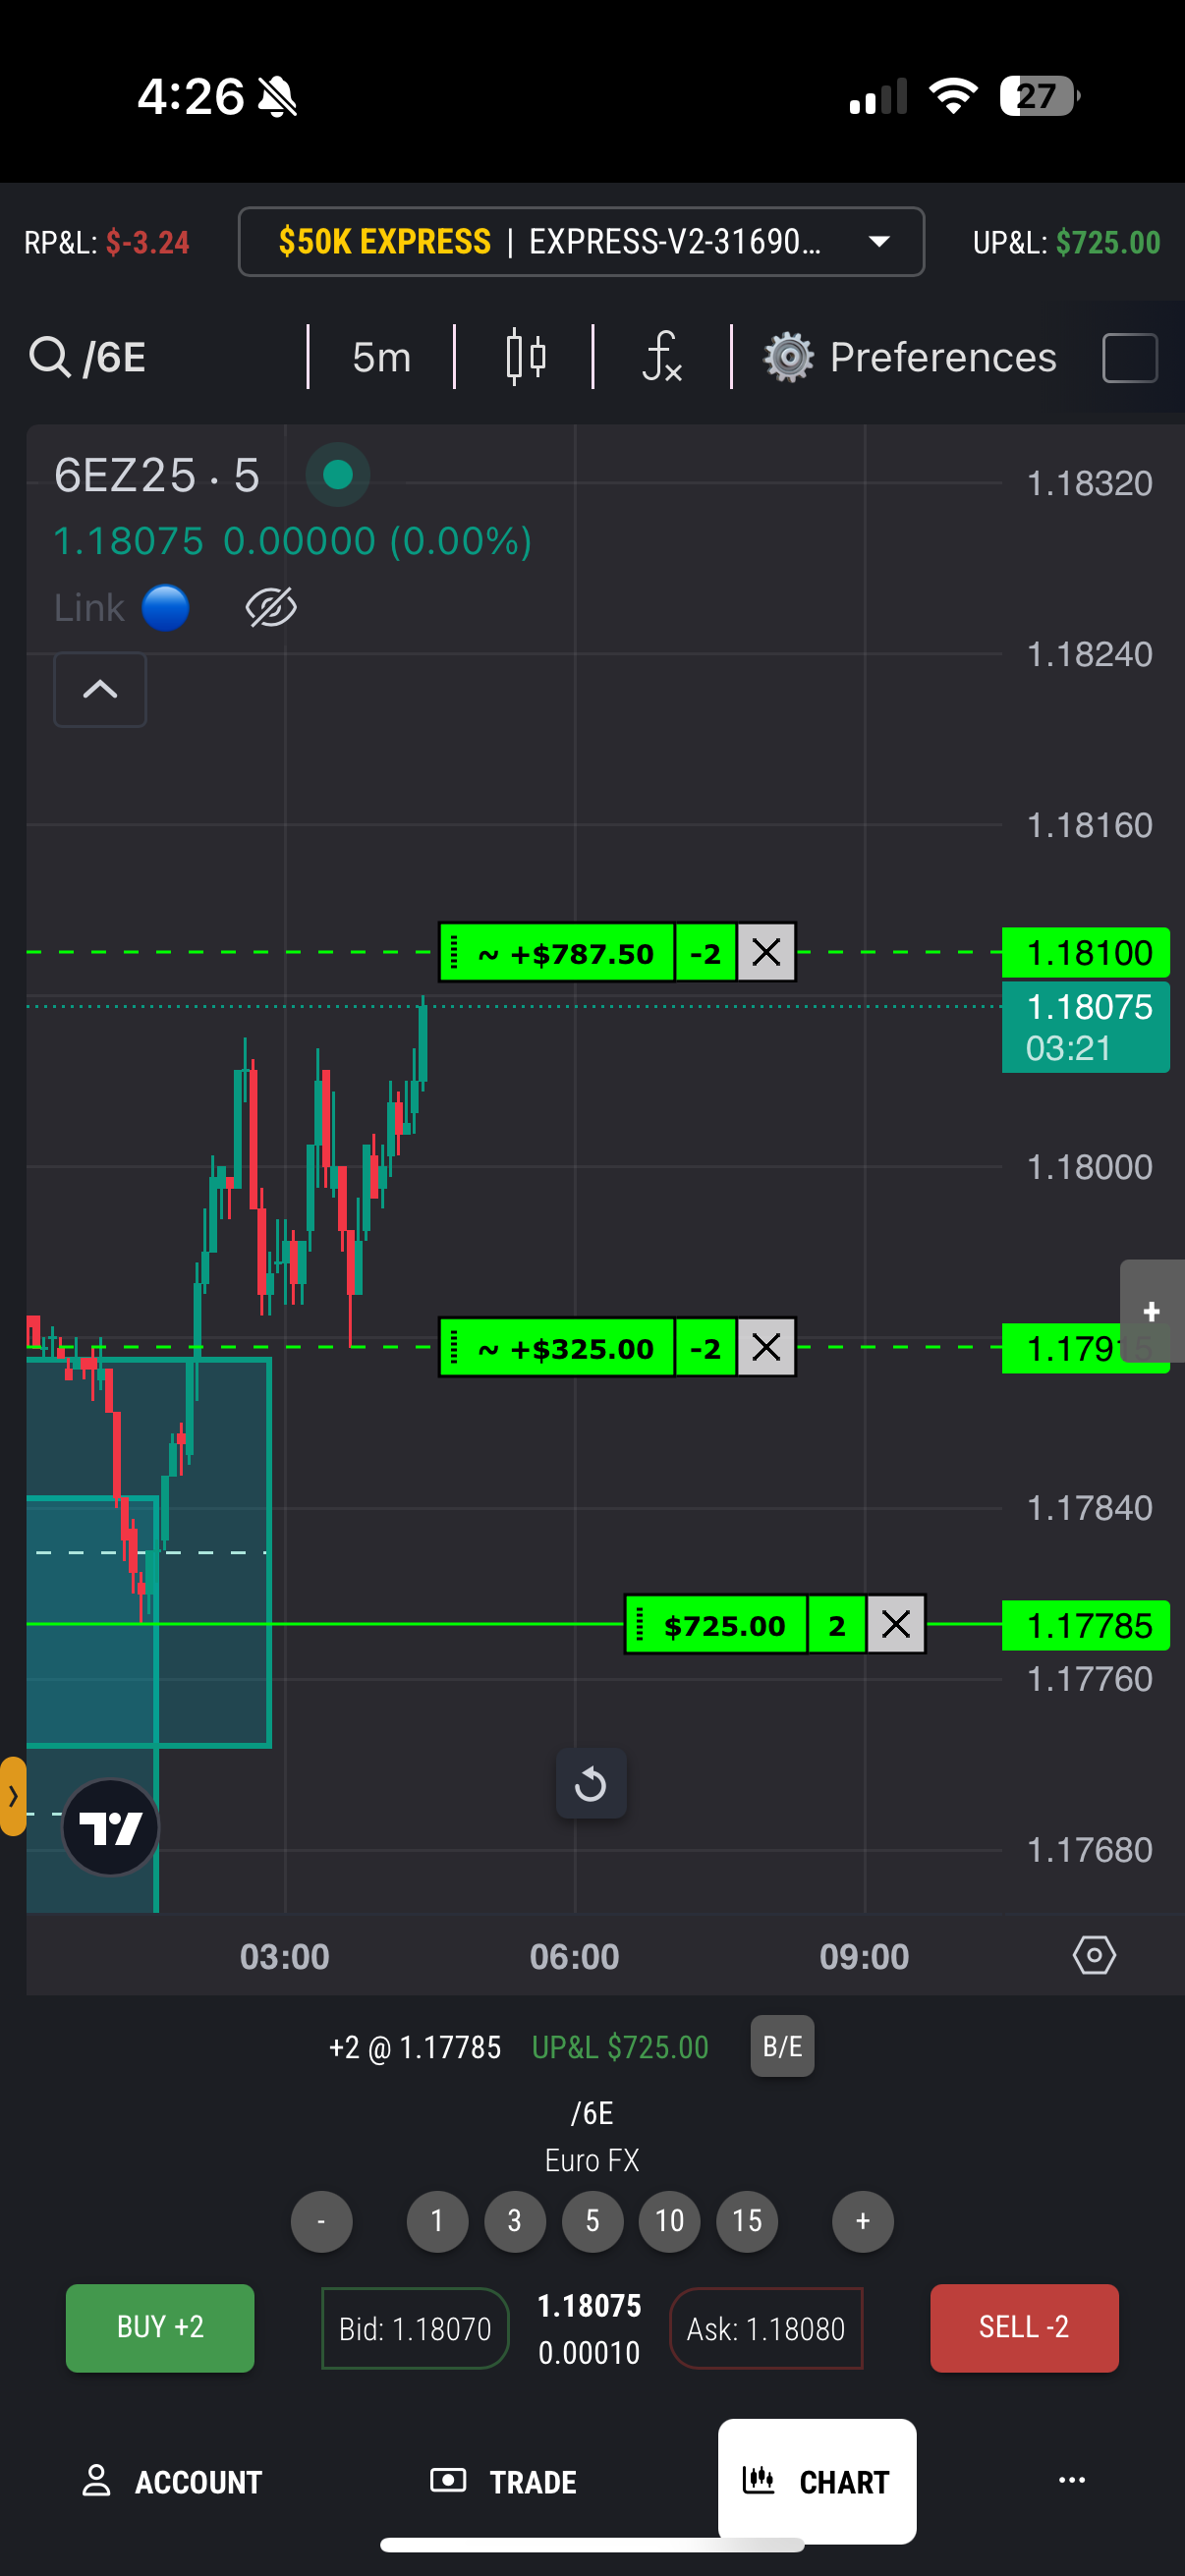 4:26
27
RP&L: $-3.24
$50K EXPRESS | EXPRESS-V2-31690...
UP&L: $725.00
/6E
5m
fx
Preferences
6EZ25 · 5
1.18075 0.00000 (0.00%)
Link
1.18320
1.18240
1.18160
~ +$787.50 -2
1.18100
1.18075
03:21
1.18000
+
~ +$325.00 -2
1.17915
1.17840
$725.00 2
1.17785
1.17760
1.17680
03:00 06:00 09:00
+2 @ 1.17785 UP&L $725.00 B/E
/6E
Euro FX
- 1 3 5 10 15 +
BUY +2
Bid: 1.18070
1.18075
0.00010
Ask: 1.18080
SELL -2
ACCOUNT TRADE CHART ...